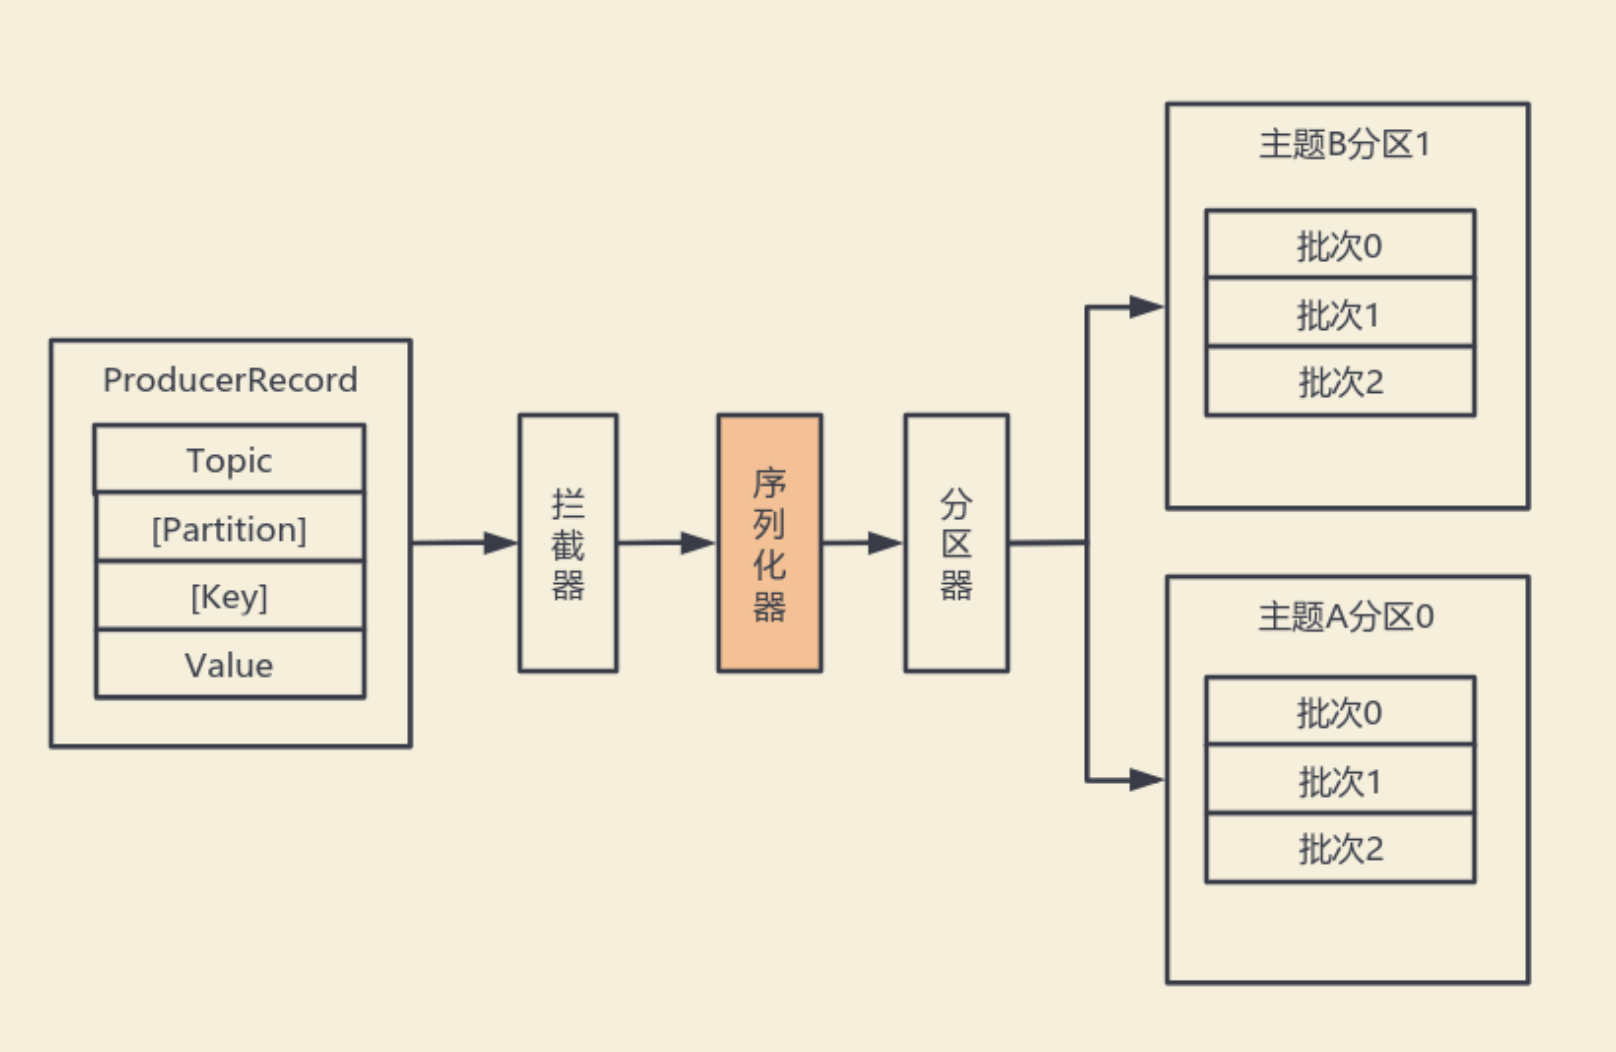 ProducerRecord
Topic
[Partition]
[Key]
Value
拦截器
序列化器
分区器
主题B分区1
批次0
批次1
批次2
主题A分区0
批次0
批次1
批次2